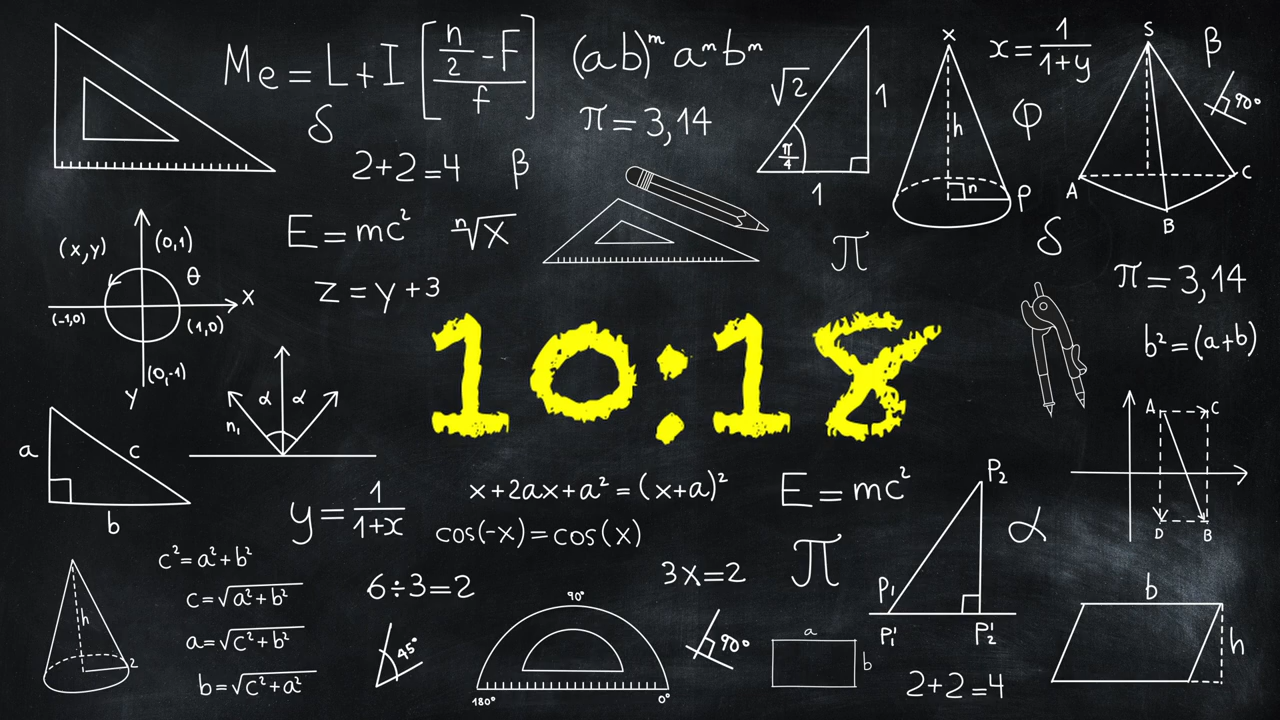 Me = L + I [(n/2 - F)/f]
(ab)^m a^m b^m
π = 3,14
δ
2+2=4
β
√2
1
π/4
1
x
h
n
P
x = 1/(1+y)
φ
S
A
B
C
β
90°
δ
E = mc²
ⁿ√x
z = y + 3
π
π = 3,14
b² = (a+b)
(x,y)
(0,1)
θ
x
(-1,0)
(1,0)
(0,-1)
y
10:18
α α
n₁
a
c
b
A C
D B
y = 1/(1+x)
x+2ax+a² = (x+a)²
cos(-x) = cos(x)
E = mc²
P₂
α
c² = a² + b²
c = √a² + b²
a = √c² + b²
b = √c² + a²
h
2
6÷3=2
45°
90°
180°
0°
3x=2
π
90°
a
b
P₁
P₁'
P₂'
2+2=4
b
h